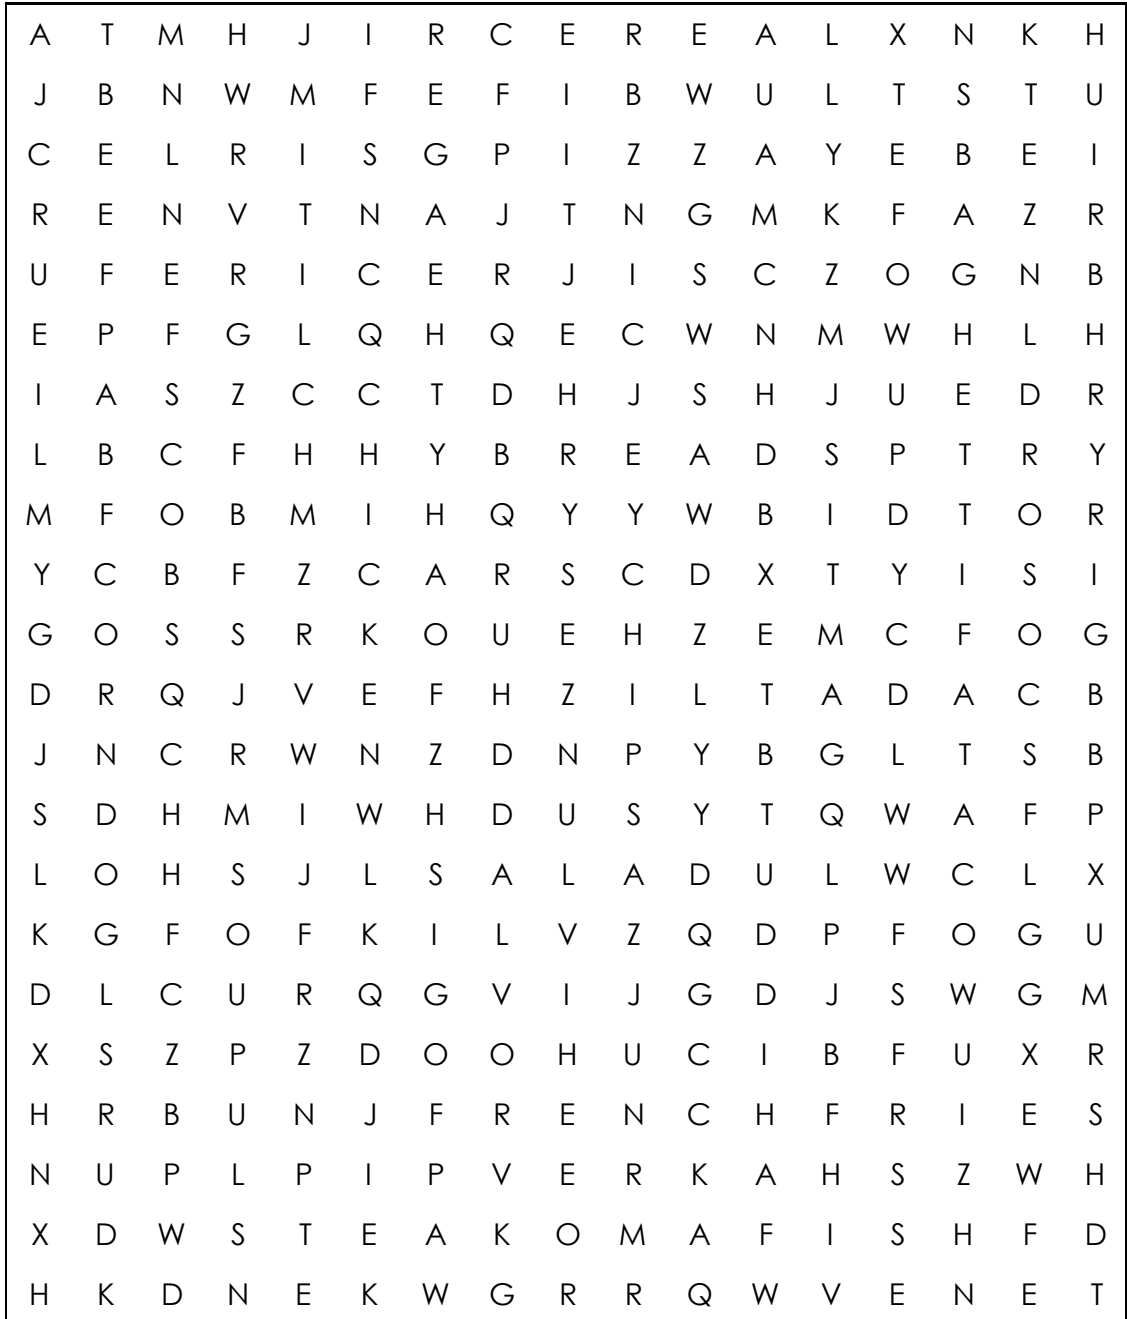 A T M H J I R C E R E A L X N K H
J B N W M F E F I B W U L T S T U
C E L R I S G P I Z Z A Y E B E I
R E N V T N A J T N G M K F A Z R
U F E R I C E R J I S C Z O G N B
E P F G L Q H Q E C W N M W H L H
I A S Z C C T D H J S H J U E D R
L B C F H H Y B R E A D S P T R Y
M F O B M I H Q Y Y W B I D T O R
Y C B F Z C A R S C D X T Y I S I
G O S S R K O U E H Z E M C F O G
D R Q J V E F H Z I L T A D A C B
J N C R W N Z D N P Y B G L T S B
S D H M I W H D U S Y T Q W A F P
L O H S J L S A L A D U L W C L X
K G F O F K I L V Z Q D P F O G U
D L C U R Q G V I J G D J S W G M
X S Z P Z D O O H U C I B F U X R
H R B U N J F R E N C H F R I E S
N U P L P I P V E R K A H S Z W H
X D W S T E A K O M A F I S H F D
H K D N E K W G R R Q W V E N E T